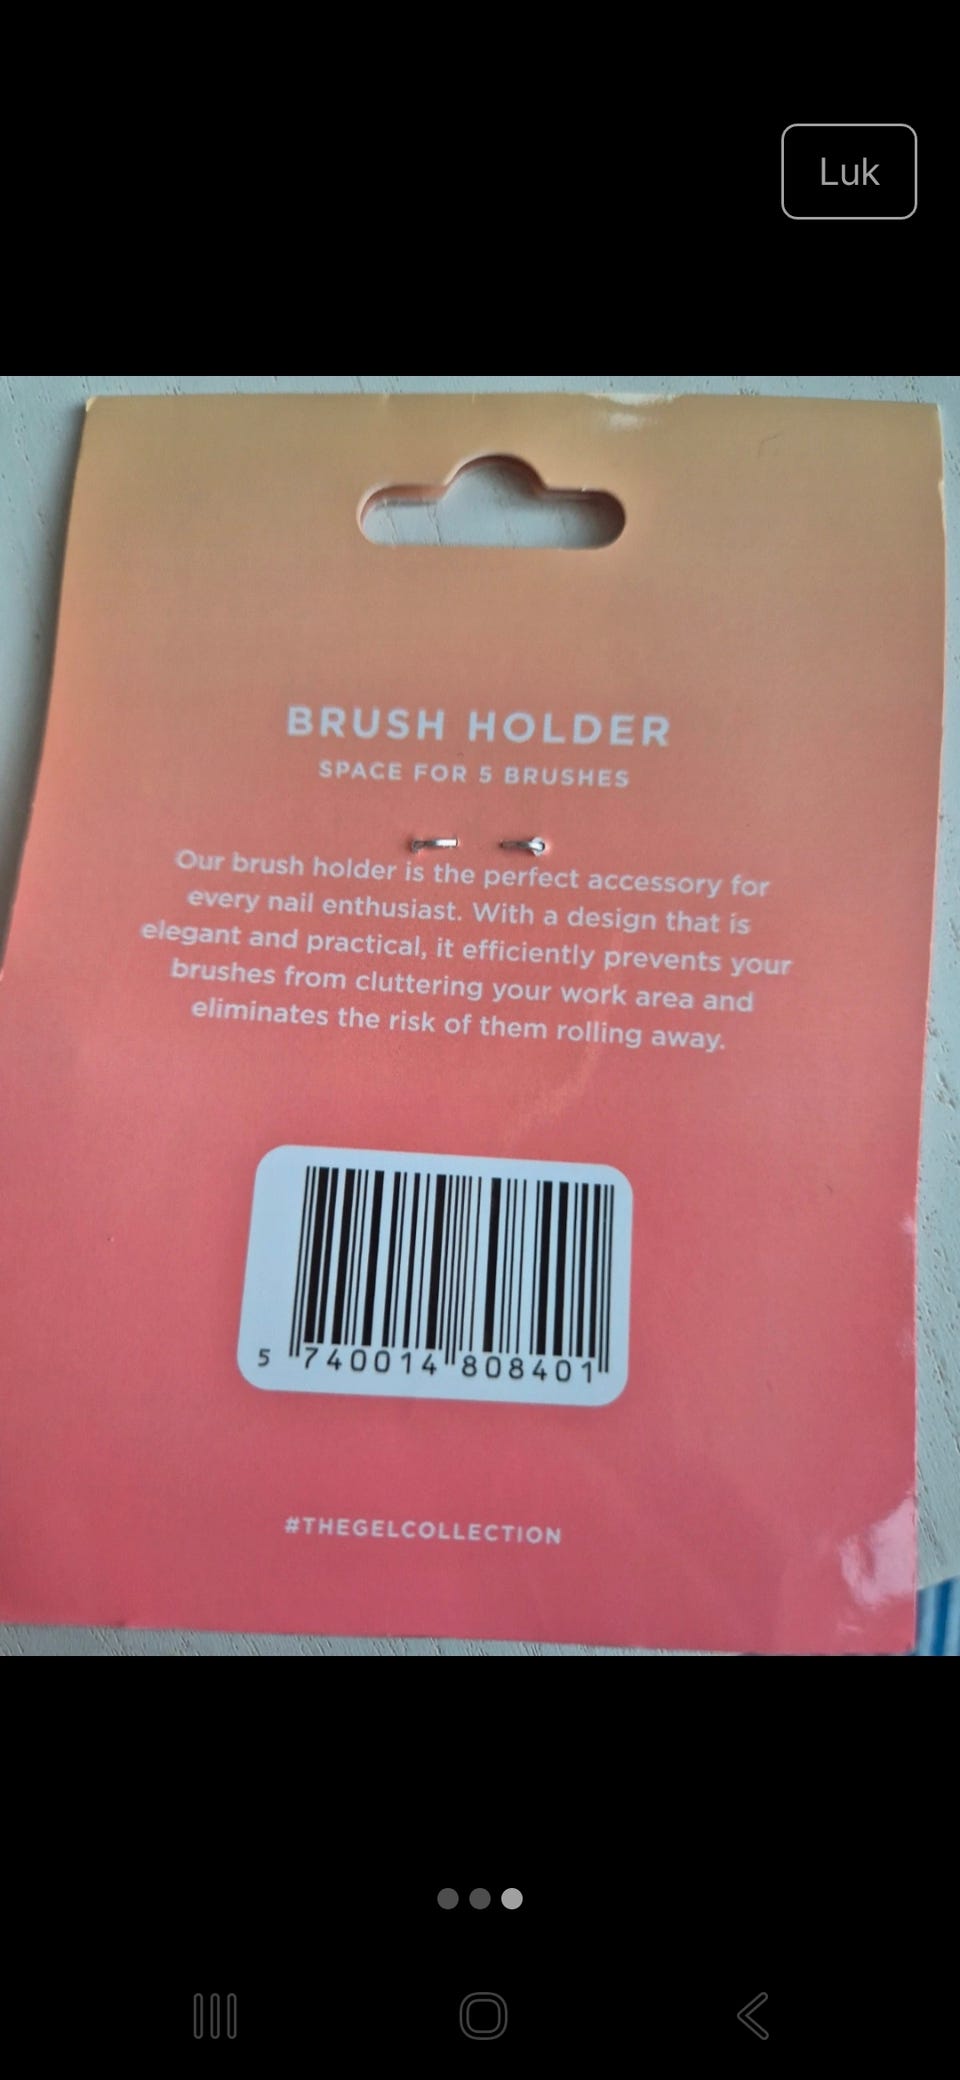 Luk
BRUSH HOLDER
SPACE FOR 5 BRUSHES
Our brush holder is the perfect accessory for
every nail enthusiast. With a design that is
elegant and practical, it efficiently prevents your
brushes from cluttering your work area and
eliminates the risk of them rolling away.
5 740014 808401
#THEGELCOLLECTION